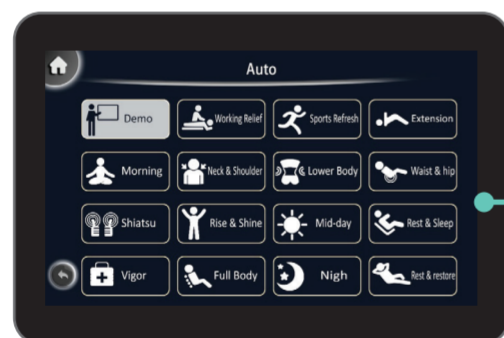 Auto
Demo
Working Relief
Sports Refresh
Extension
Morning
Neck & Shoulder
Lower Body
Waist & hip
Shiatsu
Rise & Shine
Mid-day
Rest & Sleep
Vigor
Full Body
Nigh
Rest & restore